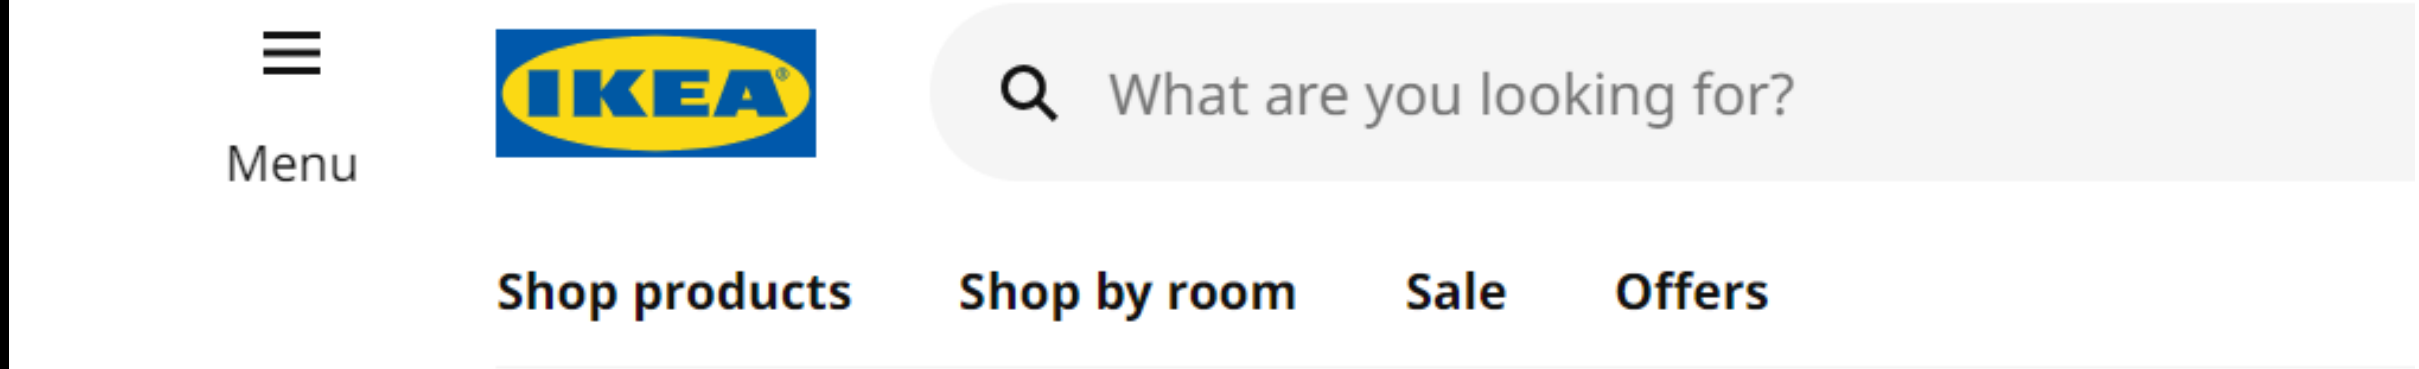 Menu
IKEA®
What are you looking for?
Shop products
Shop by room
Sale
Offers